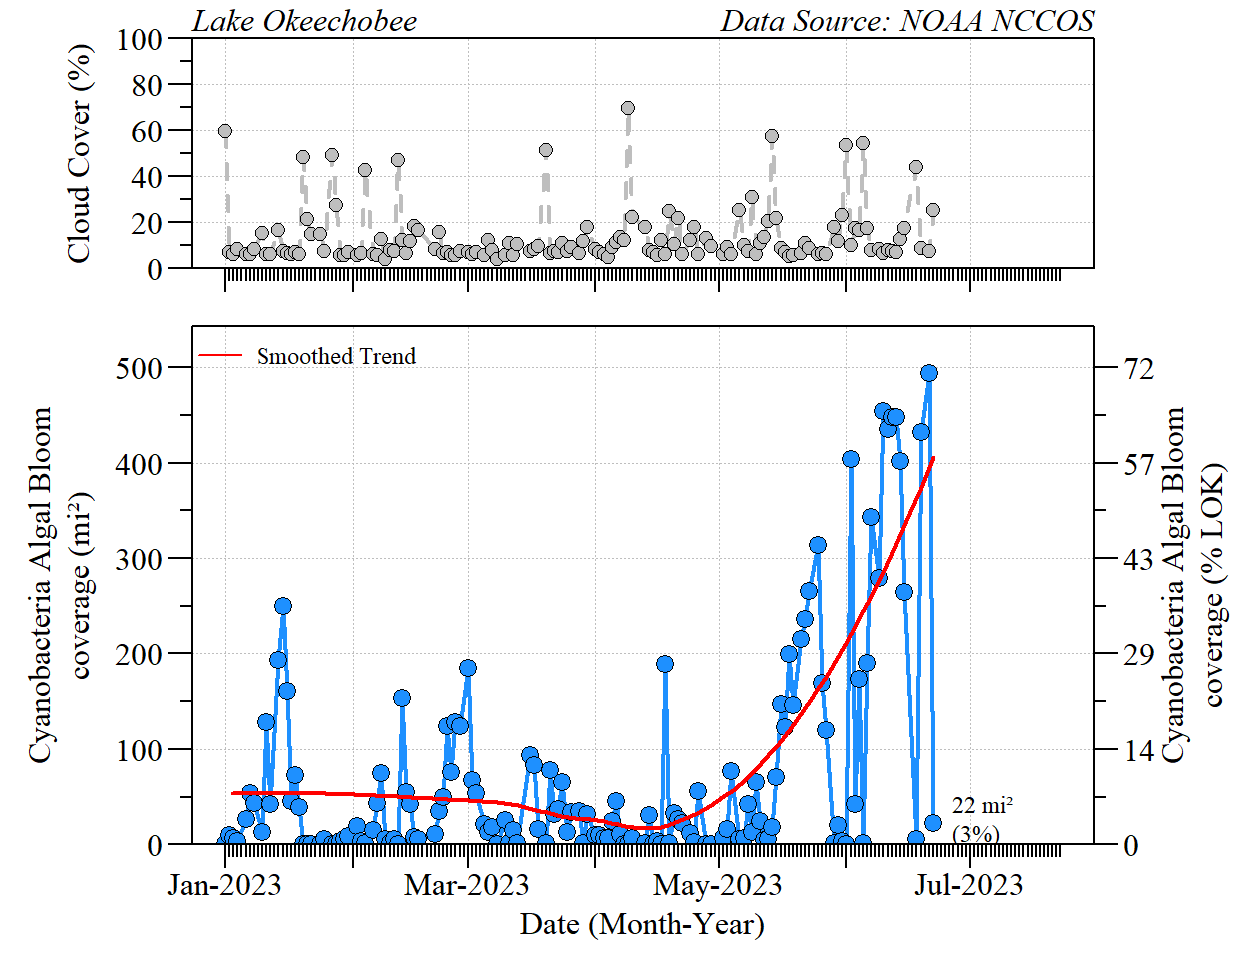 Lake Okeechobee
Data Source: NOAA NCCOS
Cloud Cover (%)
100
80
60
40
20
0
Smoothed Trend
Cyanobacteria Algal Bloom
coverage (mi²)
500
400
300
200
100
0
72
57
43
29
14
0
Cyanobacteria Algal Bloom
coverage (% LOK)
22 mi²
(3%)
Jan-2023
Mar-2023
May-2023
Jul-2023
Date (Month-Year)